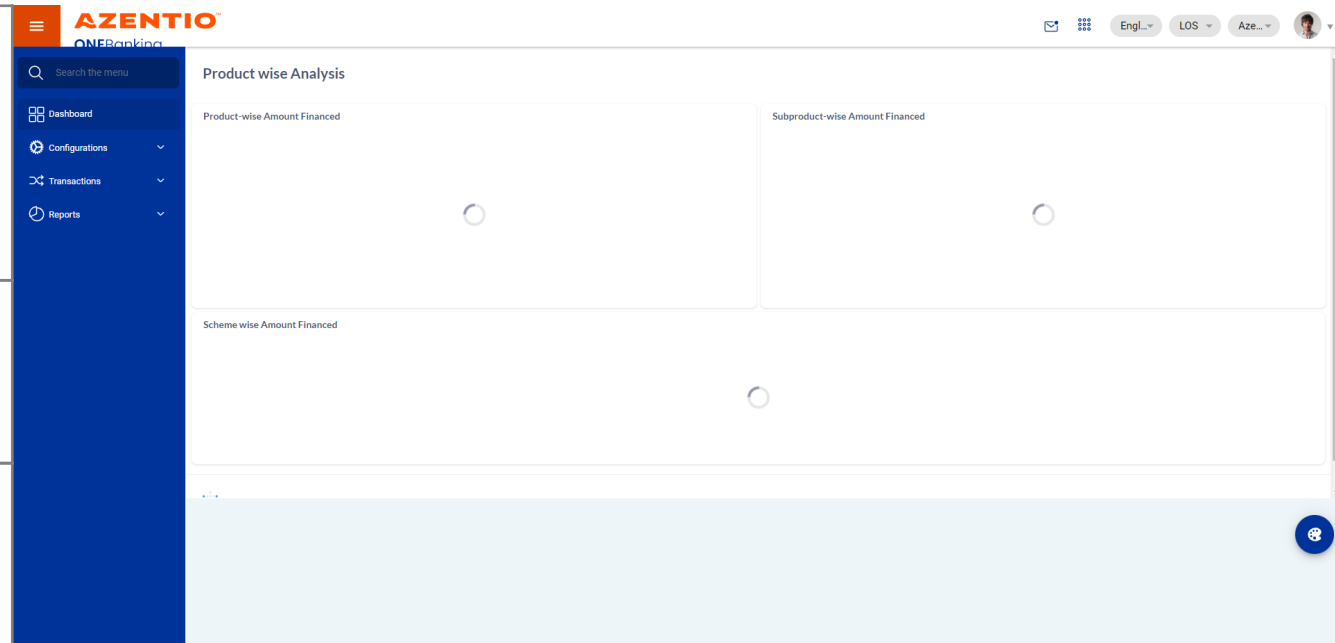 AZENTIO™
ONEBanking
Engl...
LOS
Aze...
Search the menu
Dashboard
Configurations
Transactions
Reports
Product wise Analysis
Product-wise Amount Financed
Subproduct-wise Amount Financed
Scheme wise Amount Financed